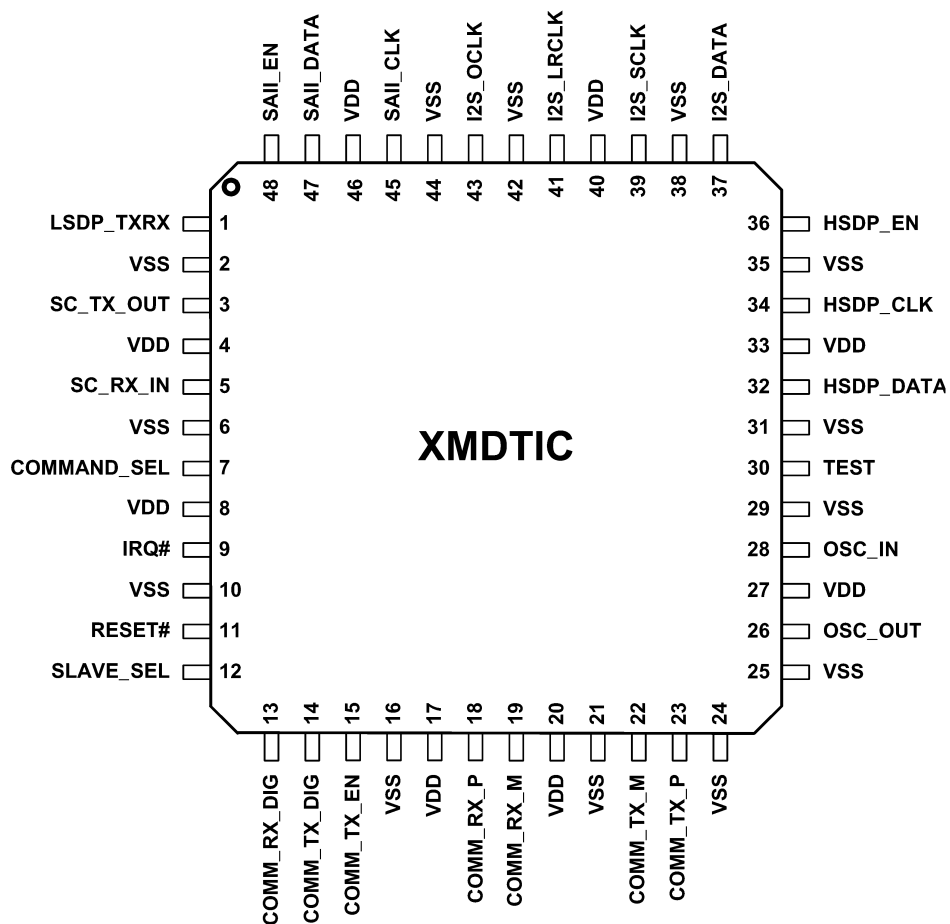 SAII_EN
SAII_DATA
VDD
SAII_CLK
VSS
I2S_OCLK
VSS
I2S_LRCLK
VDD
I2S_SCLK
VSS
I2S_DATA
48 47 46 45 44 43 42 41 40 39 38 37
LSDP_TXRX 1
VSS 2
SC_TX_OUT 3
VDD 4
SC_RX_IN 5
VSS 6
COMMAND_SEL 7
VDD 8
IRQ# 9
VSS 10
RESET# 11
SLAVE_SEL 12
XMDTIC
36 HSDP_EN
35 VSS
34 HSDP_CLK
33 VDD
32 HSDP_DATA
31 VSS
30 TEST
29 VSS
28 OSC_IN
27 VDD
26 OSC_OUT
25 VSS
13 14 15 16 17 18 19 20 21 22 23 24
COMM_RX_DIG
COMM_TX_DIG
COMM_TX_EN
VSS
VDD
COMM_RX_P
COMM_RX_M
VDD
VSS
COMM_TX_M
COMM_TX_P
VSS